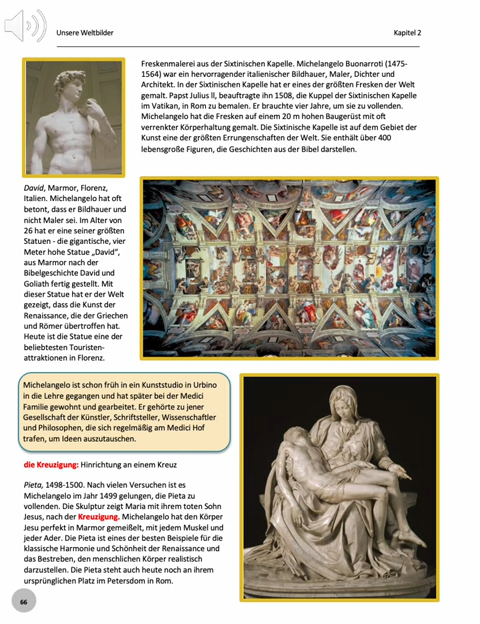 Unsere Weltbilder
Kapitel 2
Freskenmalerei aus der Sixtinischen Kapelle. Michelangelo Buonarroti (1475-
1564) war ein hervorragender italienischer Bildhauer, Maler, Dichter und
Architekt. In der Sixtinischen Kapelle hat er eines der größten Fresken der Welt
gemalt. Papst Julius ll, beauftragte ihn 1508, die Kuppel der Sixtinischen Kapelle
im Vatikan, in Rom zu bemalen. Er brauchte vier Jahre, um sie zu vollenden.
Michelangelo hat die Fresken auf einem 20 m hohen Baugerüst mit oft
verrenkter Körperhaltung gemalt. Die Sixtinische Kapelle ist auf dem Gebiet der
Kunst eine der größten Errungenschaften der Welt. Sie enthält über 400
lebensgroße Figuren, die Geschichten aus der Bibel darstellen.
David, Marmor, Florenz,
Italien. Michelangelo hat oft
betont, dass er Bildhauer und
nicht Maler sei. Im Alter von
26 hat er eine seiner größten
Statuen - die gigantische, vier
Meter hohe Statue „David“,
aus Marmor nach der
Bibelgeschichte David und
Goliath fertig gestellt. Mit
dieser Statue hat er der Welt
gezeigt, dass die Kunst der
Renaissance, die der Griechen
und Römer übertroffen hat.
Heute ist die Statue eine der
beliebtesten Touristen-
attraktionen in Florenz.
Michelangelo ist schon früh in ein Kunststudio in Urbino
in die Lehre gegangen und hat später bei der Medici
Familie gewohnt und gearbeitet. Er gehörte zu jener
Gesellschaft der Künstler, Schriftsteller, Wissenschaftler
und Philosophen, die sich regelmäßig am Medici Hof
trafen, um Ideen auszutauschen.
die Kreuzigung: Hinrichtung an einem Kreuz
Pieta, 1498-1500. Nach vielen Versuchen ist es
Michelangelo im Jahr 1499 gelungen, die Pieta zu
vollenden. Die Skulptur zeigt Maria mit ihrem toten Sohn
Jesus, nach der Kreuzigung. Michelangelo hat den Körper
Jesu perfekt in Marmor gemeißelt, mit jedem Muskel und
jeder Ader. Die Pieta ist eines der besten Beispiele für die
klassische Harmonie und Schönheit der Renaissance und
das Bestreben, den menschlichen Körper realistisch
darzustellen. Die Pieta steht auch heute noch an ihrem
ursprünglichen Platz im Petersdom in Rom.
66